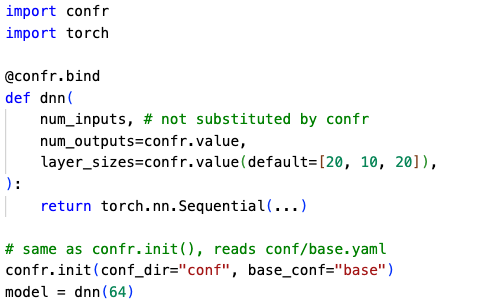 import confr
import torch

@confr.bind
def dnn(
    num_inputs, # not substituted by confr
    num_outputs=confr.value,
    layer_sizes=confr.value(default=[20, 10, 20]),
):
    return torch.nn.Sequential(...)

# same as confr.init(), reads conf/base.yaml
confr.init(conf_dir="conf", base_conf="base")
model = dnn(64)